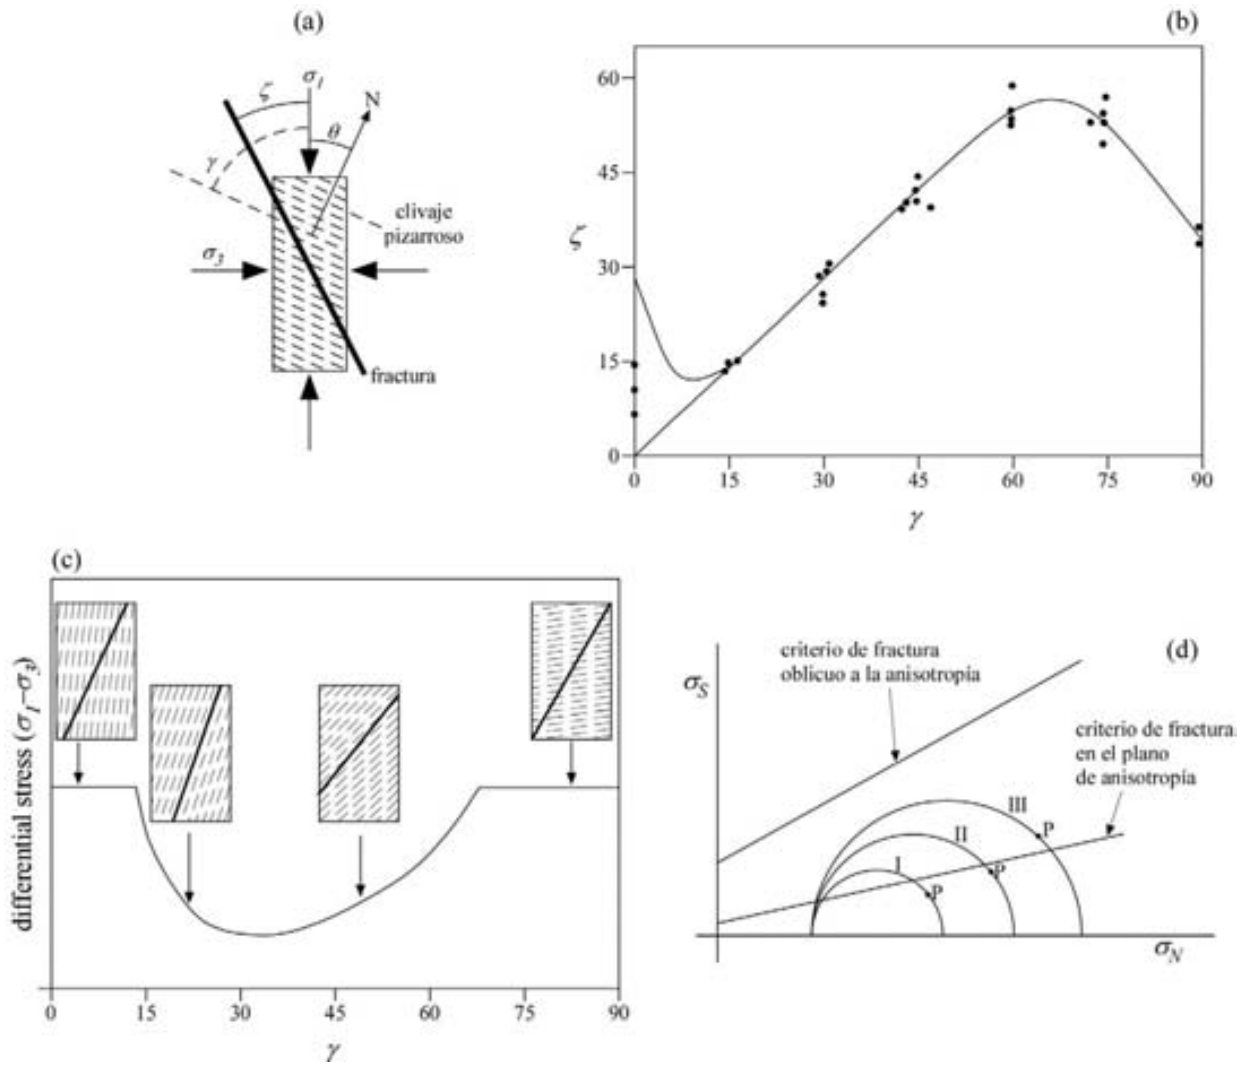 (a)
ζ
σ1
N
θ
γ
clivaje
pizarroso
σ3
fractura
(b)
60
45
30
15
0
ζ
0
15
30
45
60
75
90
γ
(c)
differential stress (σ1–σ3)
0
15
30
45
60
75
90
γ
(d)
criterio de fractura
oblicuo a la anisotropía
σS
criterio de fractura
en el plano
de anisotropía
III
P
II
P
I
P
σN